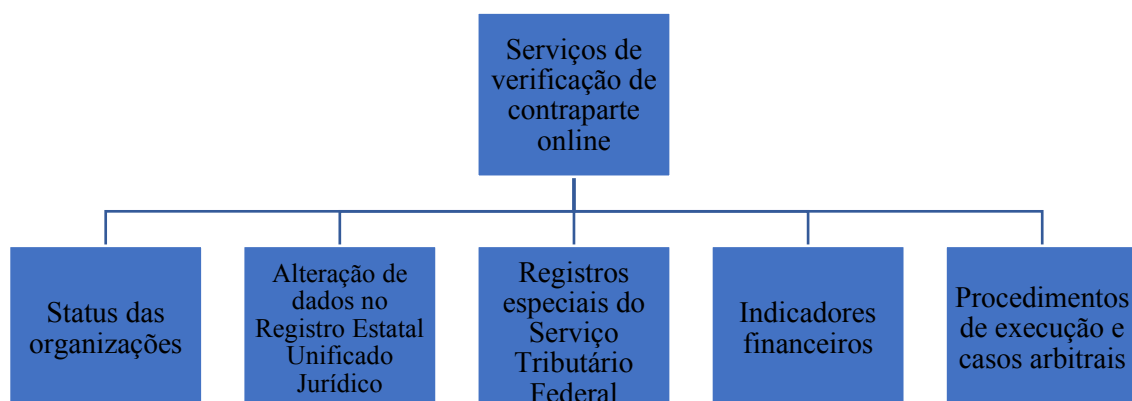 Serviços de
verificação de
contraparte
online
Status das
organizações
Alteração de
dados no
Registro Estatal
Unificado
Jurídico
Registros
especiais do
Serviço
Tributário
Federal
Indicadores
financeiros
Procedimentos
de execução e
casos arbitrais